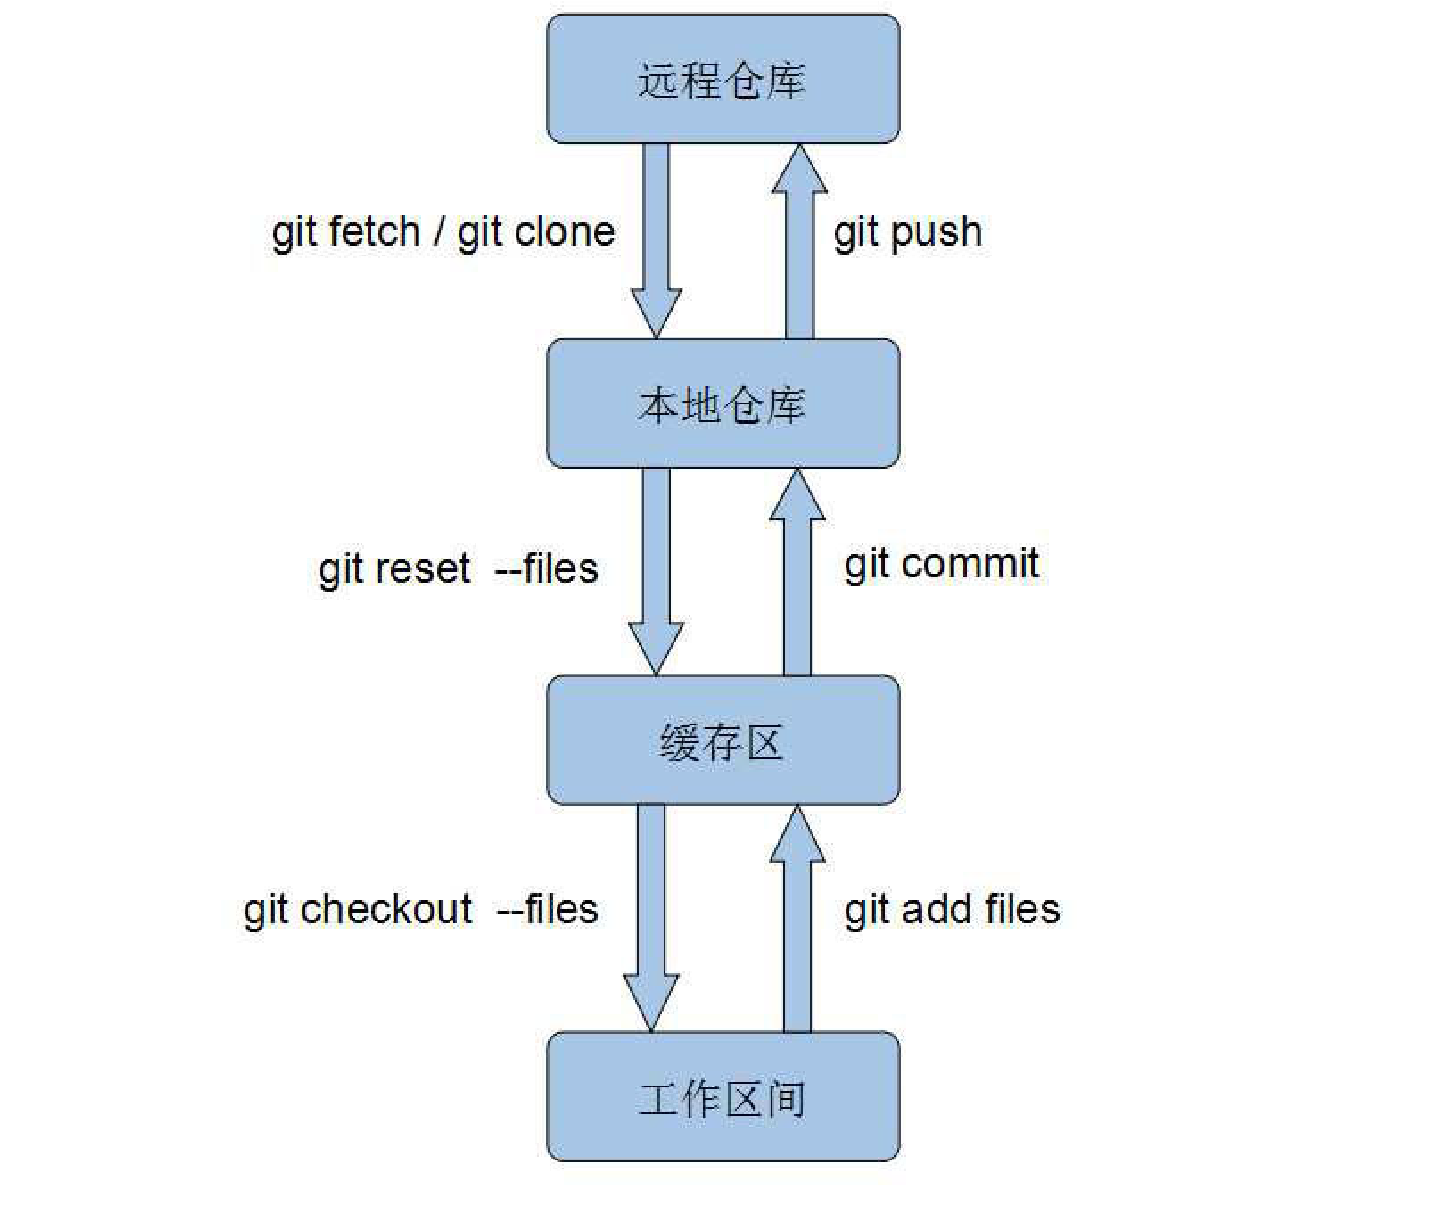 远程仓库
git fetch / git clone
git push
本地仓库
git reset  --files
git commit
缓存区
git checkout  --files
git add files
工作区间